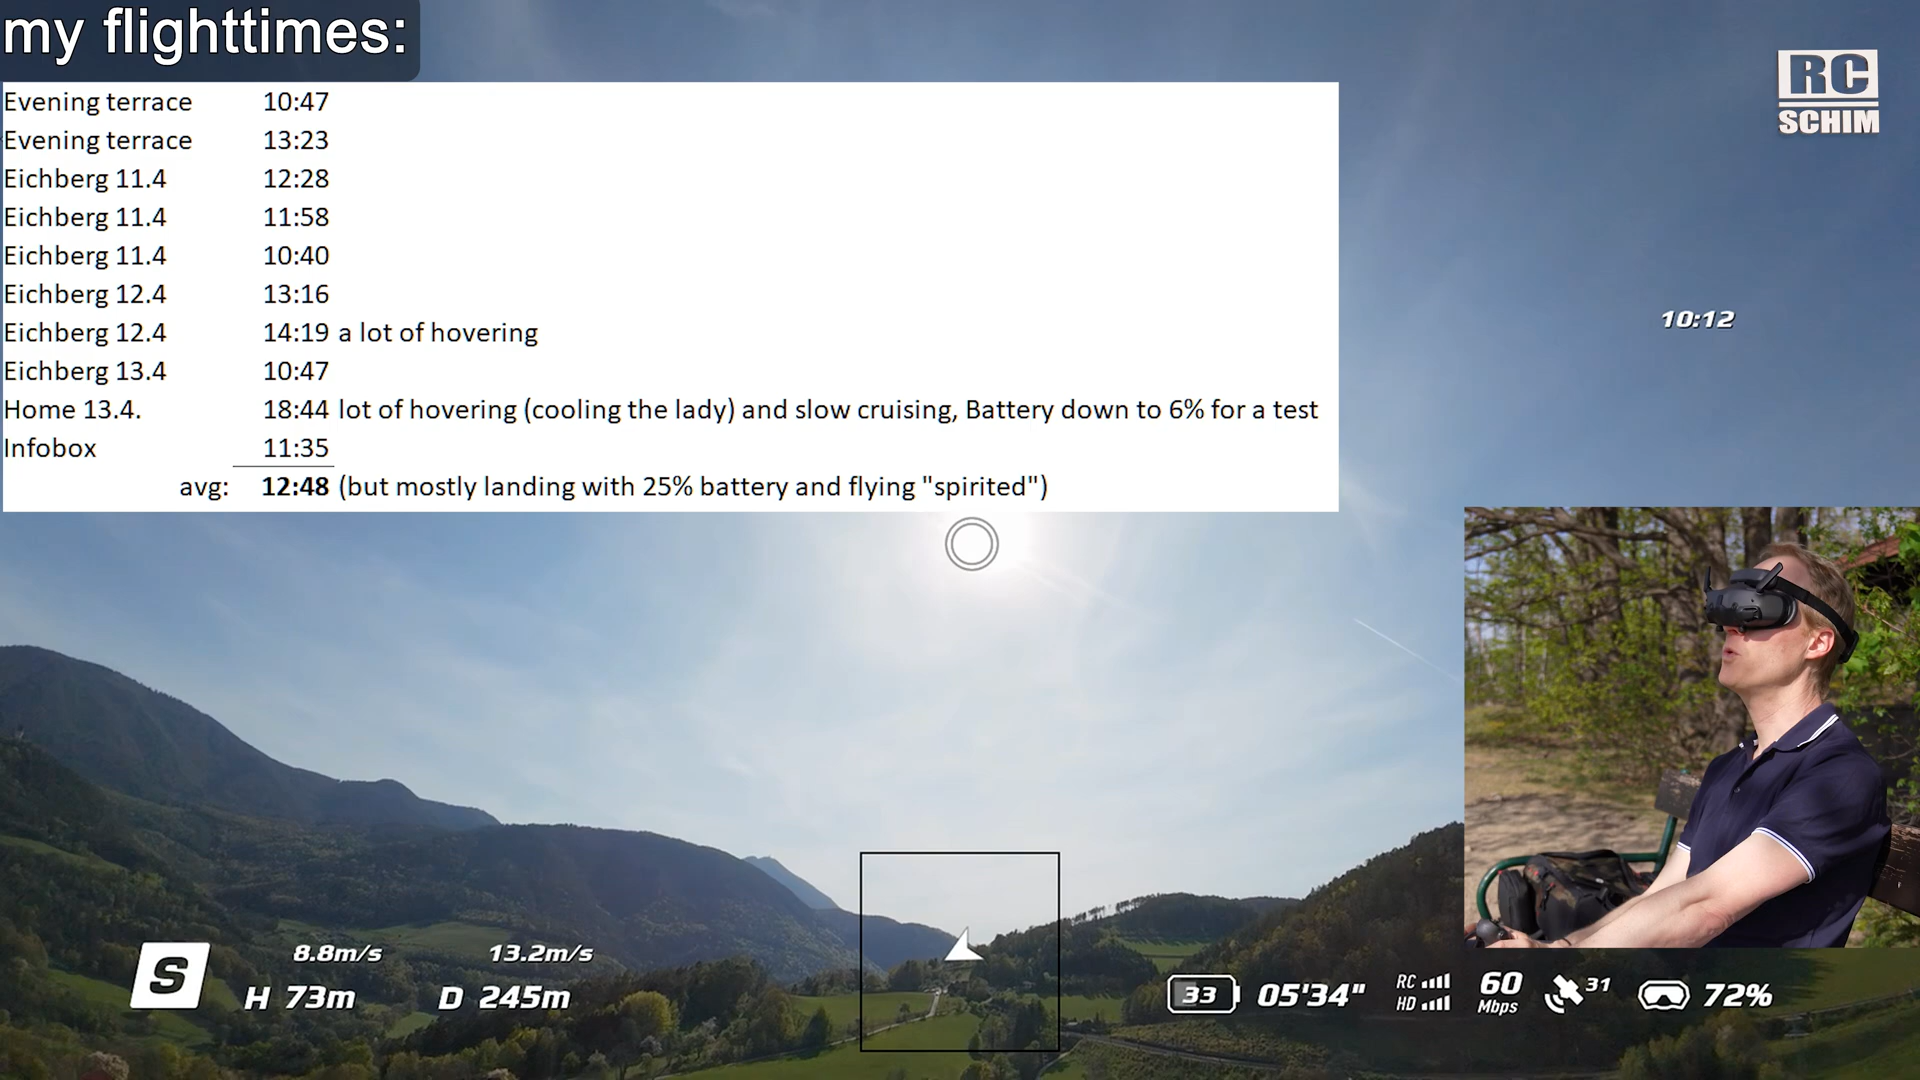 my flighttimes:
RC
SCHIM
Evening terrace 10:47
Evening terrace 13:23
Eichberg 11.4 12:28
Eichberg 11.4 11:58
Eichberg 11.4 10:40
Eichberg 12.4 13:16
Eichberg 12.4 14:19 a lot of hovering
Eichberg 13.4 10:47
Home 13.4. 18:44 lot of hovering (cooling the lady) and slow cruising, Battery down to 6% for a test
Infobox 11:35
avg: 12:48 (but mostly landing with 25% battery and flying "spirited")
10:12
S
8.8m/s 13.2m/s
H 73m D 245m
33 05'34"
RC
HD
60
Mbps
31
72%